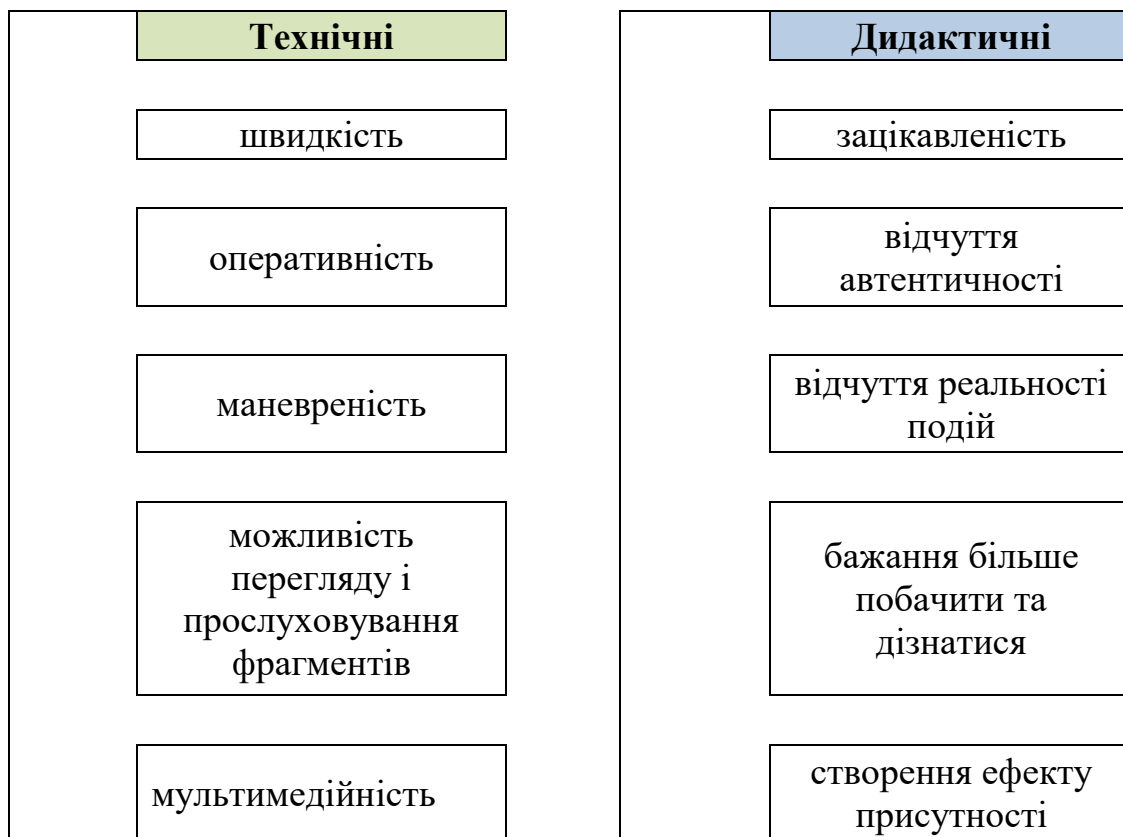 Технічні
швидкість
оперативність
маневреність
можливість
перегляду і
прослуховування
фрагментів
мультимедійність
Дидактичні
зацікавленість
відчуття
автентичності
відчуття реальності
подій
бажання більше
побачити та
дізнатися
створення ефекту
присутності